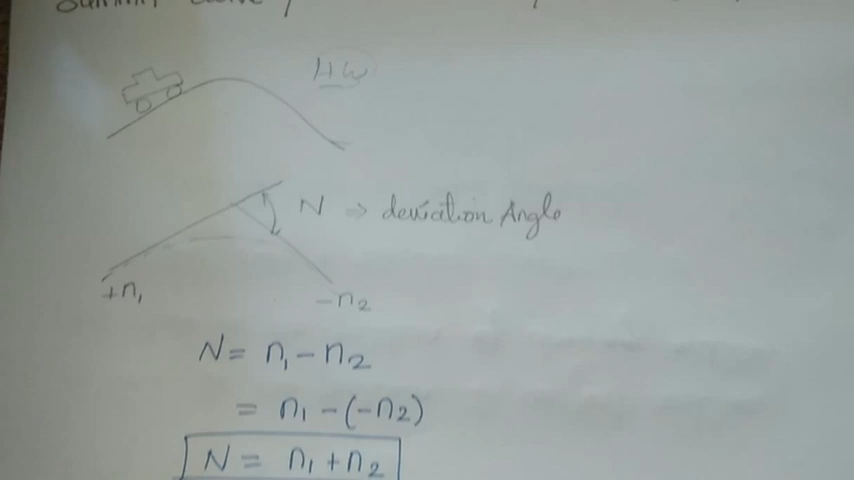 HW
N ⇒ deviation Angle
+n₁
-n₂
N = n₁ - n₂
= n₁ - (-n₂)
N = n₁ + n₂